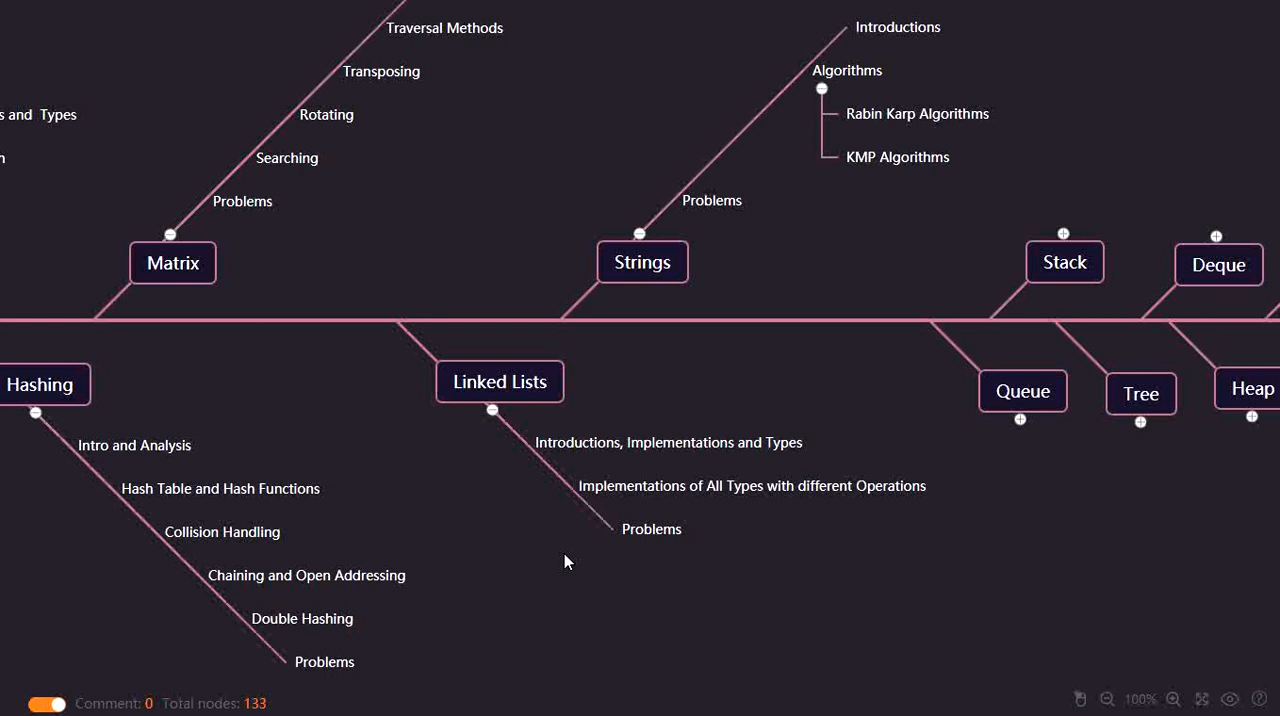 Traversal Methods
Transposing
Rotating
Searching
Problems
Matrix
s and  Types
Introductions
Algorithms
Rabin Karp Algorithms
KMP Algorithms
Problems
Strings
Stack
Deque
Hashing
Intro and Analysis
Hash Table and Hash Functions
Collision Handling
Chaining and Open Addressing
Double Hashing
Problems
Linked Lists
Introductions, Implementations and Types
Implementations of All Types with different Operations
Problems
Queue
Tree
Heap
Comment: 0 Total nodes: 133
100%